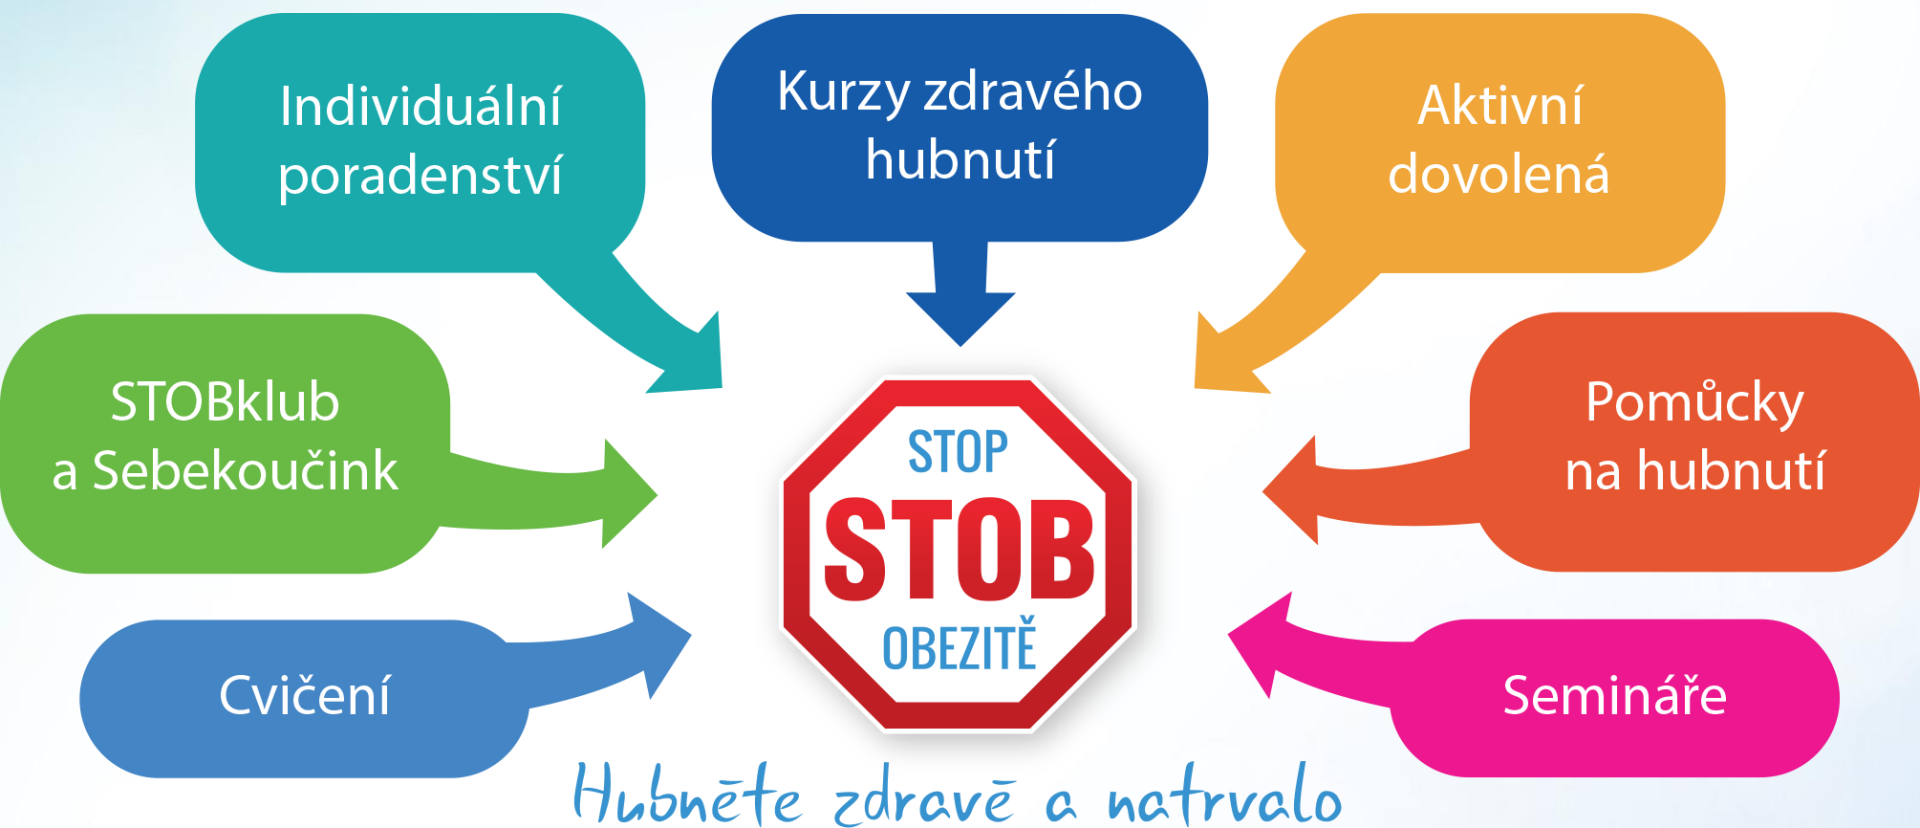 Individuální
poradenství
Kurzy zdravého
hubnutí
Aktivní
dovolená
STOBklub
a Sebekoučink
Pomůcky
na hubnutí
Cvičení
Semináře
STOP
STOB
OBEZITĚ
Hubněte zdravě a natrvalo